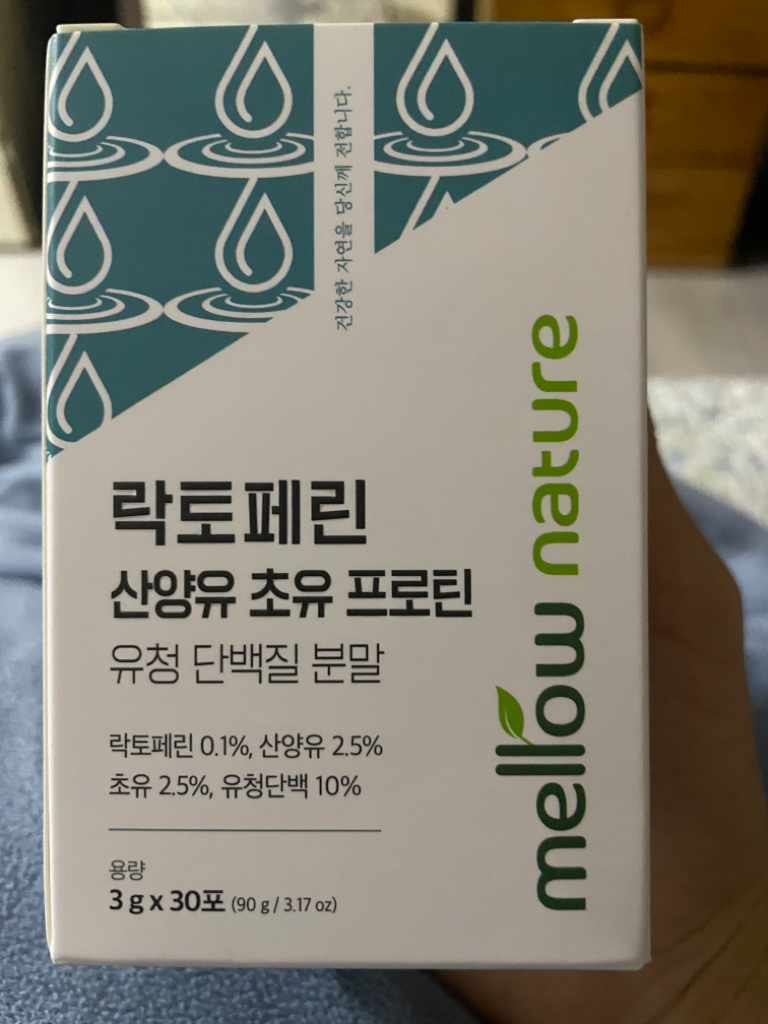 건강한 자연을 당신께 전합니다.
mellow nature
락토페린
산양유 초유 프로틴
유청 단백질 분말
락토페린 0.1%, 산양유 2.5%
초유 2.5%, 유청단백 10%
용량
3 g x 30포 (90 g / 3.17 oz)